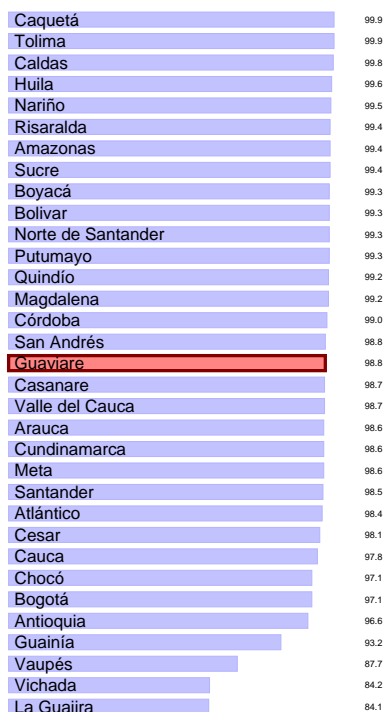 Caquetá 99.9
Tolima 99.9
Caldas 99.8
Huila 99.6
Nariño 99.5
Risaralda 99.4
Amazonas 99.4
Sucre 99.4
Boyacá 99.3
Bolivar 99.3
Norte de Santander 99.3
Putumayo 99.3
Quindío 99.2
Magdalena 99.2
Córdoba 99.0
San Andrés 98.8
Guaviare 98.8
Casanare 98.7
Valle del Cauca 98.7
Arauca 98.6
Cundinamarca 98.6
Meta 98.6
Santander 98.5
Atlántico 98.4
Cesar 98.1
Cauca 97.8
Chocó 97.1
Bogotá 97.1
Antioquia 96.6
Guainía 93.2
Vaupés 87.7
Vichada 84.2
La Guajira 84.1